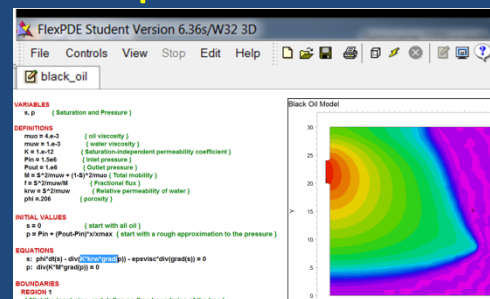 FlexPDE Student Version 6.36s/W32 3D
File Controls View Stop Edit Help
black_oil
VARIABLES
s, p { Saturation and Pressure }
DEFINITIONS
muo = 4.e-3 { oil viscosity }
muw = 1.e-3 { water viscosity }
K = 1.e-12 { Saturation-independent permeability coefficient }
Pin = 1.5e6 { Inlet pressure }
Pout = 1.e6 { Outlet pressure }
M = S^2/muw + (1-S)^2/muo { Total mobility }
f = S^2/muw/M { Fractional flux }
krw = S^2/muw { Relative permeability of water }
phi =.206 { porosity }
INITIAL VALUES
s = 0 { start with all oil }
p = Pin + (Pout-Pin)*x/xmax { start with a rough approximation to the pressure }
EQUATIONS
s: phi*dt(s) - div(K*krw*grad(p)) - epsvisc*div(grad(s)) = 0
p: div(K*M*grad(p)) = 0
BOUNDARIES
REGION 1
Black Oil Model
30.
25.
20.
Y
15.
10.
5.
0.